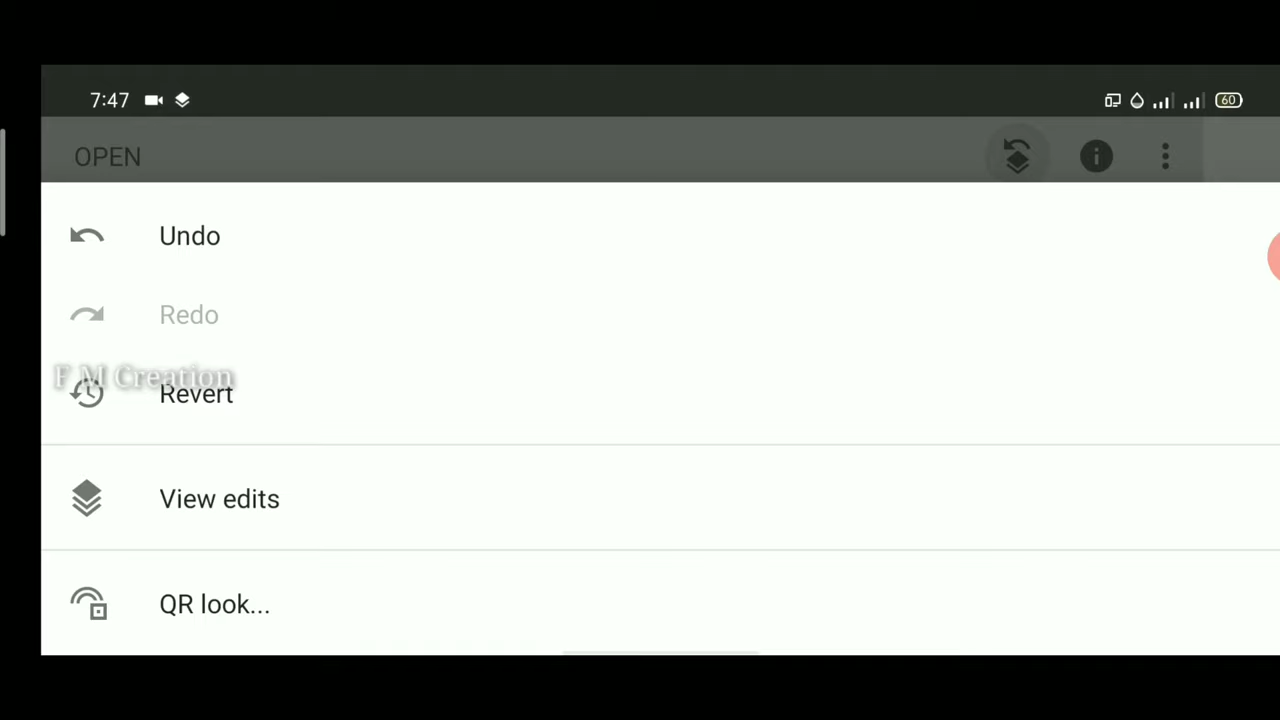 7:47
60
OPEN
Undo
Redo
F M Creation
Revert
View edits
QR look...